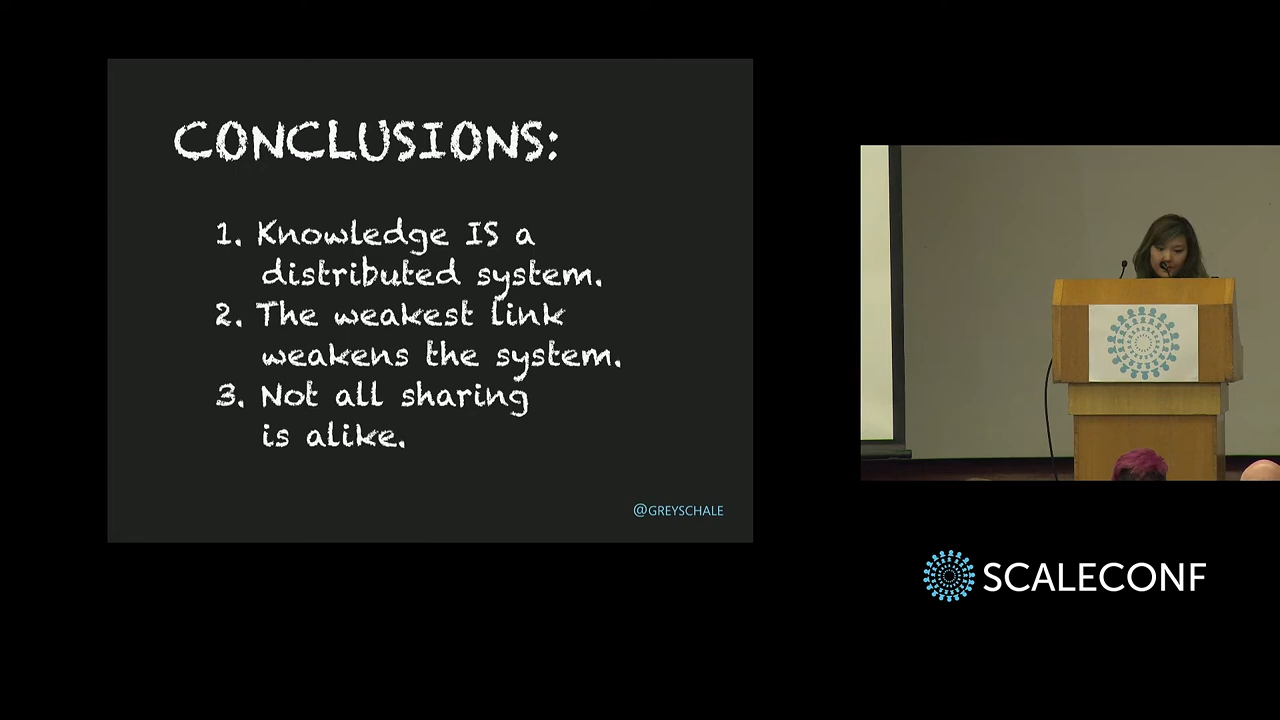 CONCLUSIONS:
1. Knowledge IS a
distributed system.
2. The weakest link
weakens the system.
3. Not all sharing
is alike.
@GREYSCHALE
SCALECONF